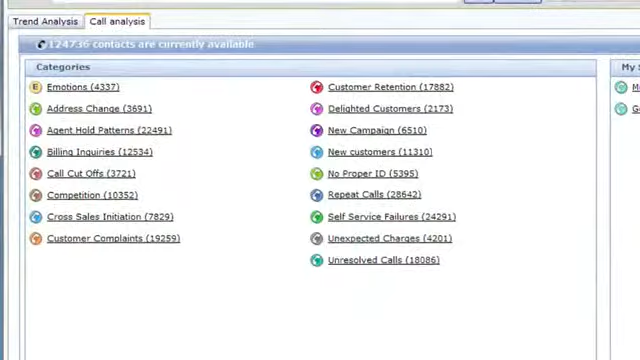 Trend Analysis Call analysis
124736 contacts are currently available
Categories
My
E Emotions (4337)
Customer Retention (17882)
Address Change (3691)
Delighted Customers (2173)
Agent Hold Patterns (22491)
New Campaign (6510)
Billing Inquiries (12534)
New customers (11310)
Call Cut Offs (3721)
No Proper ID (5395)
Competition (10352)
Repeat Calls (28642)
Cross Sales Initiation (7829)
Self Service Failures (24291)
Customer Complaints (19259)
Unexpected Charges (4201)
Unresolved Calls (18086)